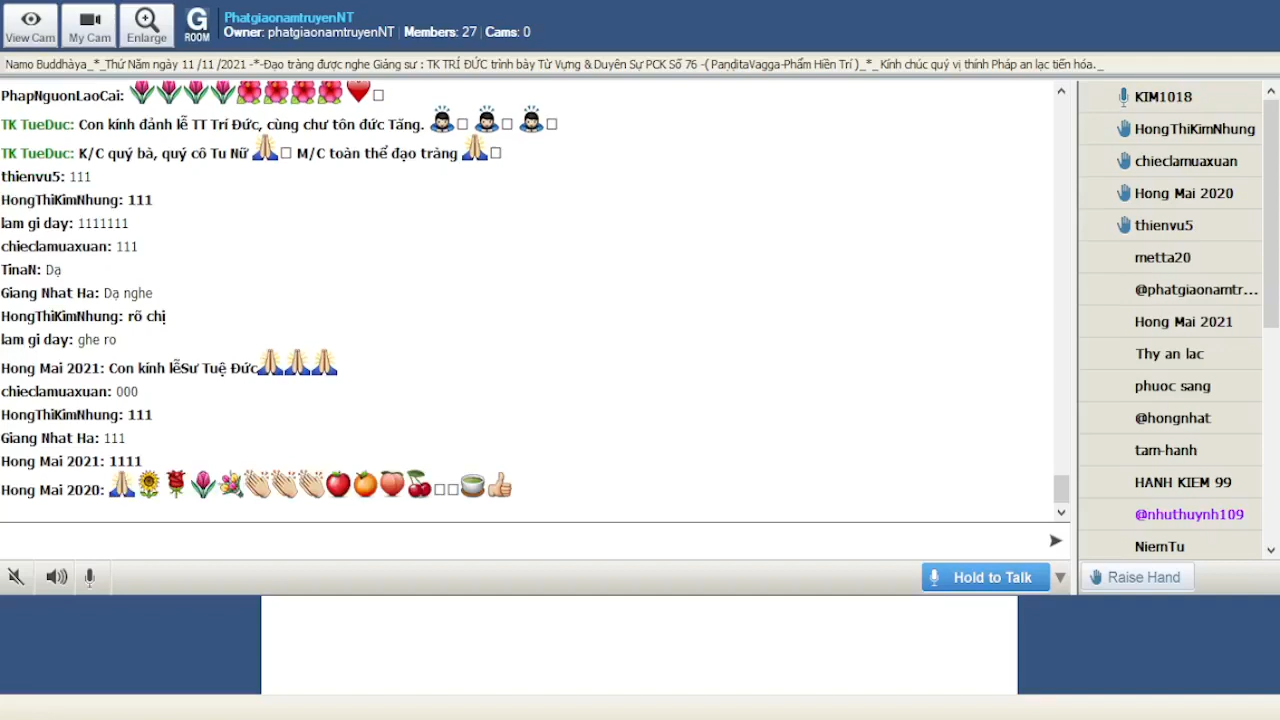 View Cam
My Cam
Enlarge
G
ROOM
PhatgiaonamtruyenNT
Owner: phatgiaonamtruyenNT | Members: 27 | Cams: 0
Namo Buddhàya_*_Thứ Năm ngày 11 /11 /2021 -*-Đạo tràng được nghe Giảng sư : TK TRÍ ĐỨC trình bày Từ Vựng & Duyên Sự PCK Số 76 -( PaṇḍitaVagga-Phẩm Hiền Trí )_*_ Kính chúc quý vị thính Pháp an lạc tiến hóa._
PhapNguonLaoCai:
TK TueDuc: Con kính đảnh lễ TT Trí Đức, cùng chư tôn đức Tăng.
TK TueDuc: K/C quý bà, quý cô Tu Nữ M/C toàn thể đạo tràng
thienvu5: 111
HongThiKimNhung: 111
lam gi day: 1111111
chieclamuaxuan: 111
TinaN: Dạ
Giang Nhat Ha: Dạ nghe
HongThiKimNhung: rõ chị
lam gi day: ghe ro
Hong Mai 2021: Con kính lễSư Tuệ Đức
chieclamuaxuan: 000
HongThiKimNhung: 111
Giang Nhat Ha: 111
Hong Mai 2021: 1111
Hong Mai 2020:
Hold to Talk
KIM1018
HongThiKimNhung
chieclamuaxuan
Hong Mai 2020
thienvu5
metta20
@phatgiaonamtr...
Hong Mai 2021
Thy an lac
phuoc sang
@hongnhat
tam-hanh
HANH KIEM 99
@nhuthuynh109
NiemTu
Raise Hand